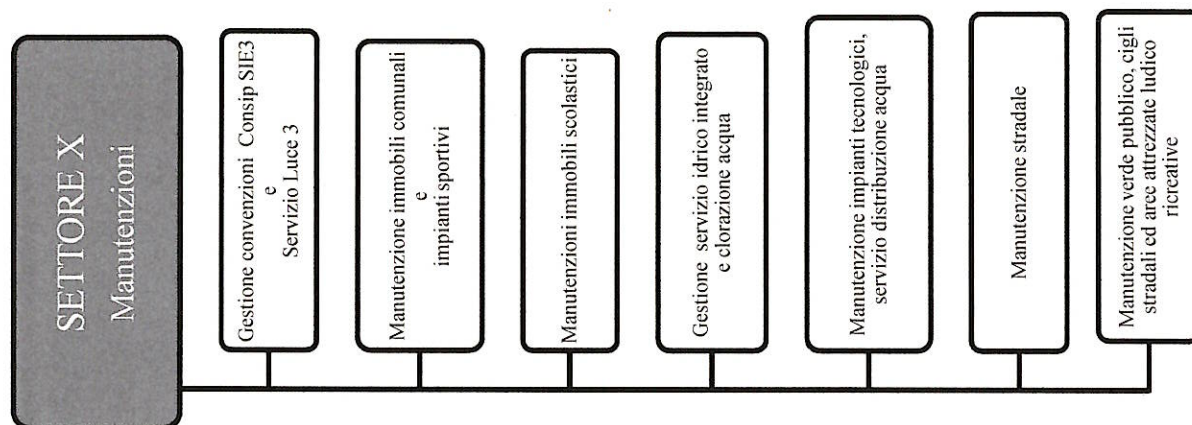 SETTORE X
Manutenzioni
Gestione convenzioni Consip SIE3
e
Servizio Luce 3
Manutenzione immobili comunali
e
impianti sportivi
Manutenzioni immobili scolastici
Gestione servizio idrico integrato
e clorazione acqua
Manutenzione impianti tecnologici,
servizio distribuzione acqua
Manutenzione stradale
Manutenzione verde pubblico, cigli
stradali ed aree attrezzate ludico
ricreative